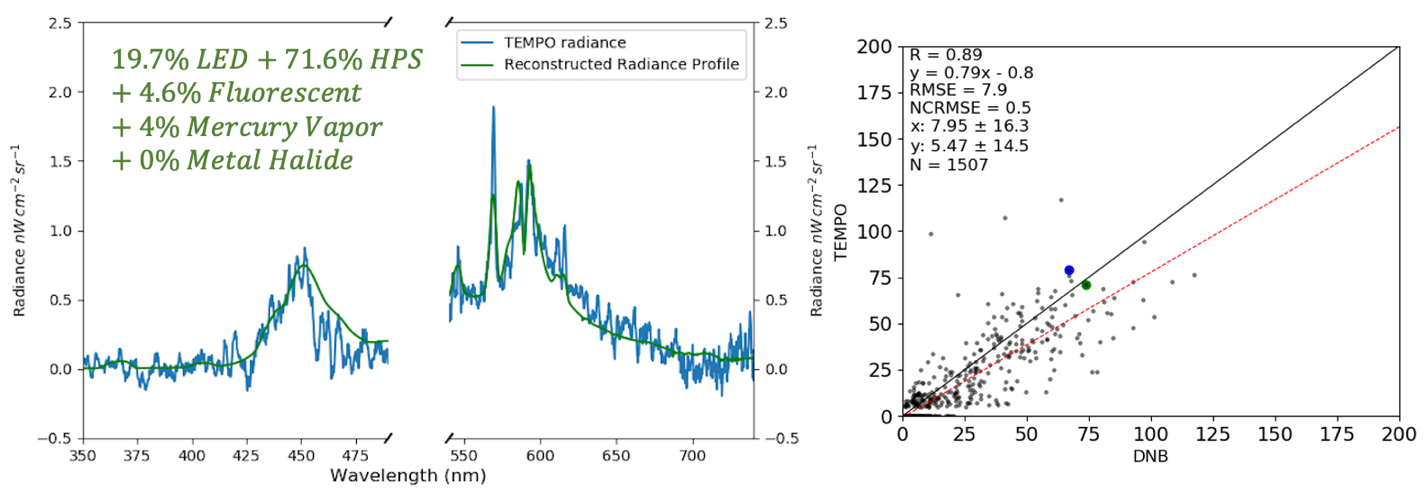 19.7% LED + 71.6% HPS
+ 4.6% Fluorescent
+ 4% Mercury Vapor
+ 0% Metal Halide
TEMPO radiance
Reconstructed Radiance Profile
2.5
2.0
1.5
1.0
0.5
0.0
−0.5
Radiance nW cm⁻² sr⁻¹
350 375 400 425 450 475
550 600 650 700
Wavelength (nm)
2.5
2.0
1.5
1.0
0.5
0.0
−0.5
Radiance nW cm⁻² sr⁻¹
R = 0.89
y = 0.79x - 0.8
RMSE = 7.9
NCRMSE = 0.5
x: 7.95 ± 16.3
y: 5.47 ± 14.5
N = 1507
200
175
150
125
100
75
50
25
0
TEMPO
0 25 50 75 100 125 150 175 200
DNB